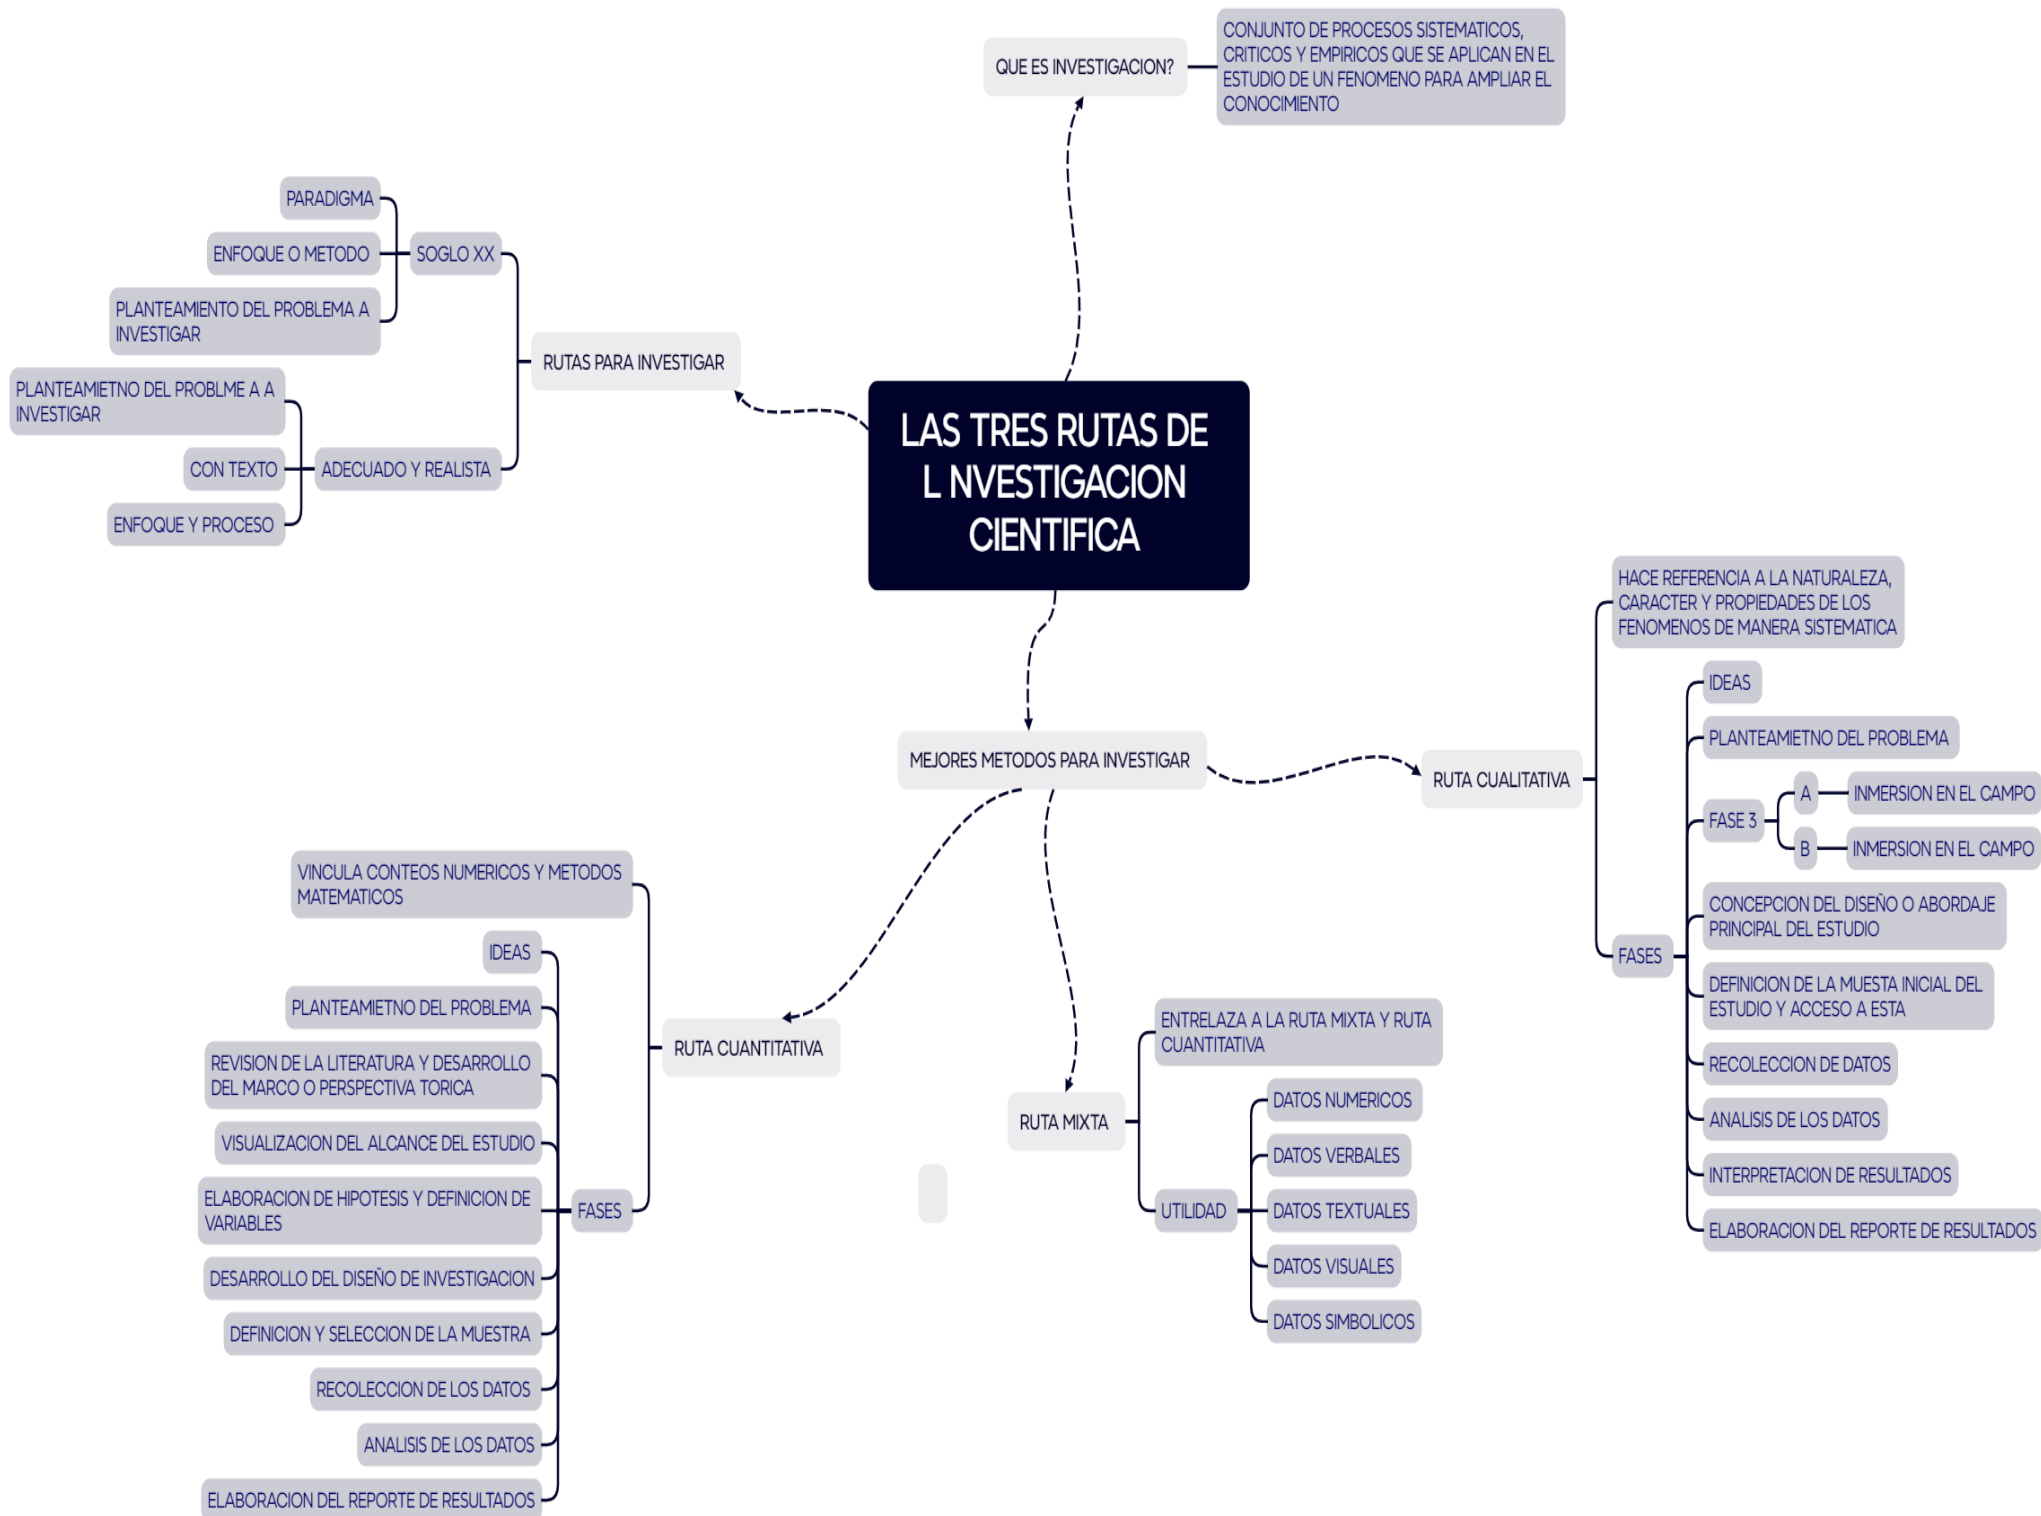 QUE ES INVESTIGACION?
CONJUNTO DE PROCESOS SISTEMATICOS,
CRITICOS Y EMPIRICOS QUE SE APLICAN EN EL
ESTUDIO DE UN FENOMENO PARA AMPLIAR EL
CONOCIMIENTO
PARADIGMA
ENFOQUE O METODO
SOGLO XX
PLANTEAMIENTO DEL PROBLEMA A
INVESTIGAR
RUTAS PARA INVESTIGAR
PLANTEAMIETNO DEL PROBLME A A
INVESTIGAR
CON TEXTO
ADECUADO Y REALISTA
ENFOQUE Y PROCESO
LAS TRES RUTAS DE
L NVESTIGACION
CIENTIFICA
MEJORES METODOS PARA INVESTIGAR
RUTA CUALITATIVA
HACE REFERENCIA A LA NATURALEZA,
CARACTER Y PROPIEDADES DE LOS
FENOMENOS DE MANERA SISTEMATICA
FASES
IDEAS
PLANTEAMIETNO DEL PROBLEMA
FASE 3
A
INMERSION EN EL CAMPO
B
INMERSION EN EL CAMPO
CONCEPCION DEL DISEÑO O ABORDAJE
PRINCIPAL DEL ESTUDIO
DEFINICION DE LA MUESTA INICIAL DEL
ESTUDIO Y ACCESO A ESTA
RECOLECCION DE DATOS
ANALISIS DE LOS DATOS
INTERPRETACION DE RESULTADOS
ELABORACION DEL REPORTE DE RESULTADOS
RUTA CUANTITATIVA
VINCULA CONTEOS NUMERICOS Y METODOS
MATEMATICOS
FASES
IDEAS
PLANTEAMIETNO DEL PROBLEMA
REVISION DE LA LITERATURA Y DESARROLLO
DEL MARCO O PERSPECTIVA TORICA
VISUALIZACION DEL ALCANCE DEL ESTUDIO
ELABORACION DE HIPOTESIS Y DEFINICION DE
VARIABLES
DESARROLLO DEL DISEÑO DE INVESTIGACION
DEFINICION Y SELECCION DE LA MUESTRA
RECOLECCION DE LOS DATOS
ANALISIS DE LOS DATOS
ELABORACION DEL REPORTE DE RESULTADOS
RUTA MIXTA
ENTRELAZA A LA RUTA MIXTA Y RUTA
CUANTITATIVA
UTILIDAD
DATOS NUMERICOS
DATOS VERBALES
DATOS TEXTUALES
DATOS VISUALES
DATOS SIMBOLICOS